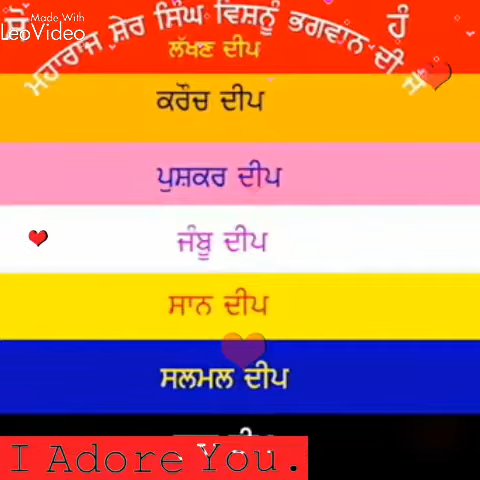 Made With
LeoVideo
ਸੋ
ਹੰ
ਮਹਾਰਾਜ ਸ਼ੇਰ ਸਿੰਘ ਵਿਸ਼ਨੂੰ ਭਗਵਾਨ ਦੀ
ਲੱਖਣ ਦੀਪ
ਕਰੌਚ ਦੀਪ
ਪੁਸ਼ਕਰ ਦੀਪ
ਜੰਬੂ ਦੀਪ
ਸਾਨ ਦੀਪ
ਸਲਮਲ ਦੀਪ
ਦੀਪ
I Adore You.